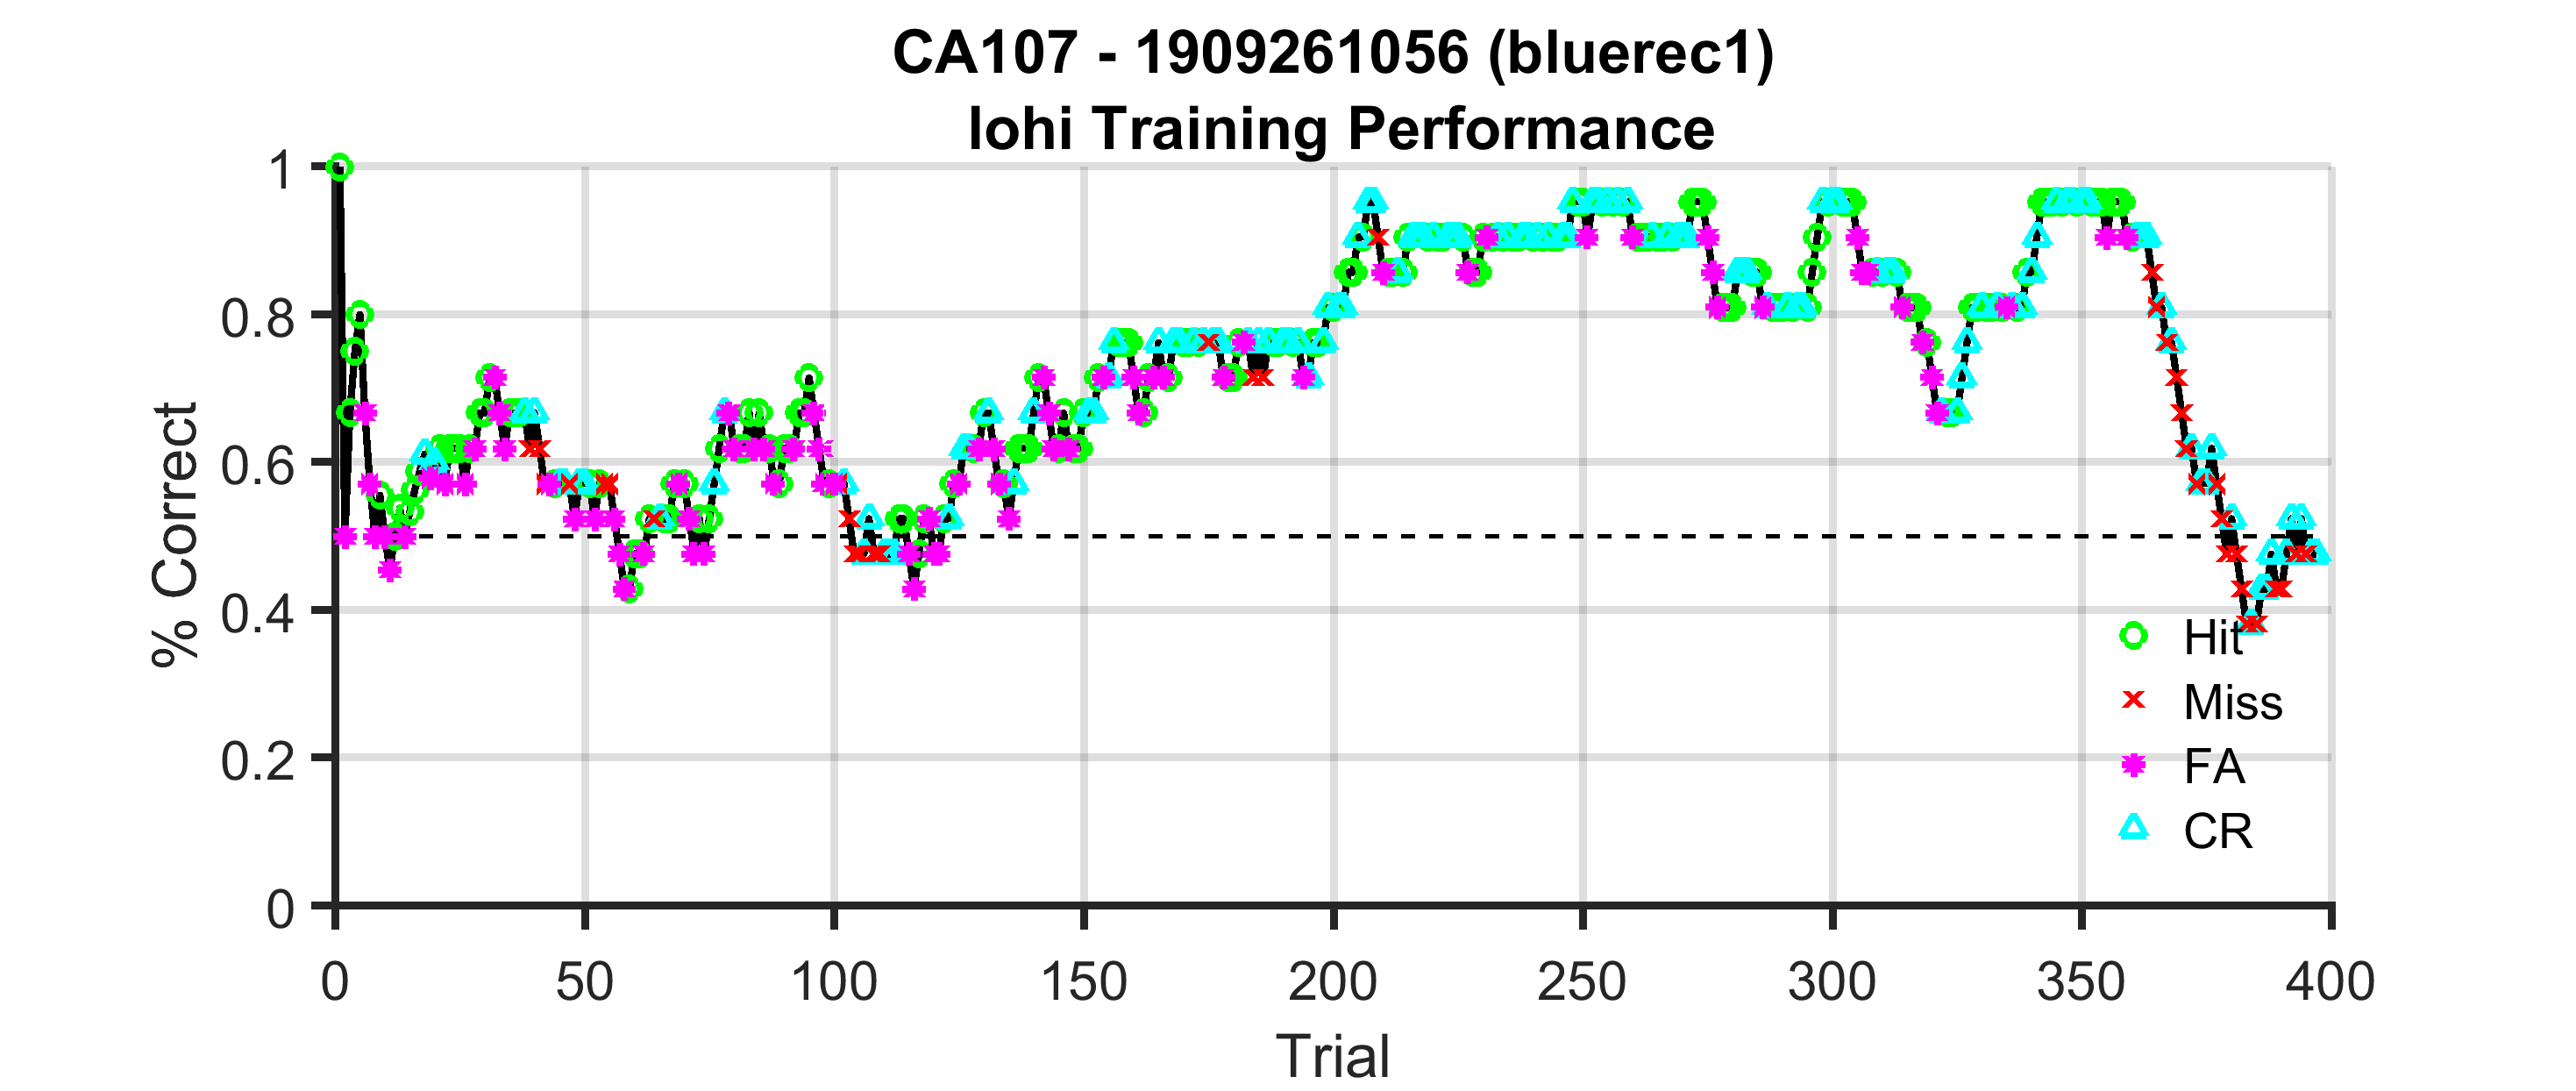 CA107 - 1909261056 (bluerec1)
lohi Training Performance
% Correct
1
0.8
0.6
0.4
0.2
0
Hit
Miss
FA
CR
0 50 100 150 200 250 300 350 400
Trial